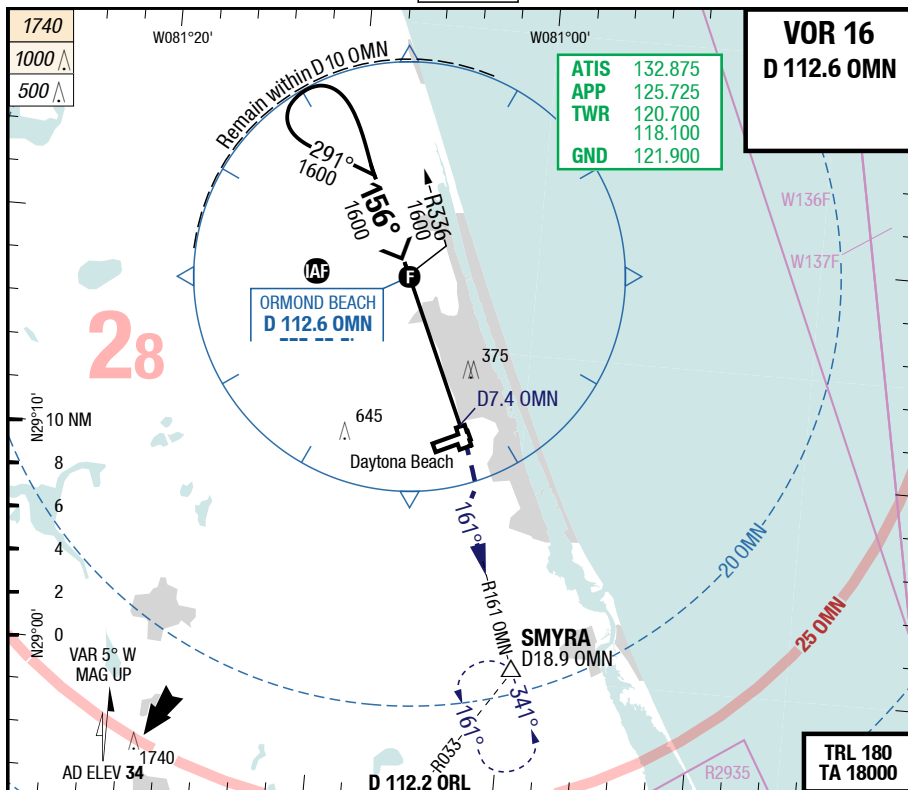 1740
1000
500
W081°20'
W081°00'
VOR 16
D 112.6 OMN
ATIS 132.875
APP 125.725
TWR 120.700
118.100
GND 121.900
Remain within D10 OMN
291°
1600
156°
1600
R336
1600
W136F
W137F
IAF
F
ORMOND BEACH
D 112.6 OMN
28
375
D7.4 OMN
645
Daytona Beach
N29°10'
10 NM
8
6
4
2
0
N29°00'
161°
R161 OMN
20 OMN
25 OMN
SMYRA
D18.9 OMN
341°
161°
R033
D 112.2 ORL
VAR 5° W
MAG UP
1740
AD ELEV 34
R2935
TRL 180
TA 18000